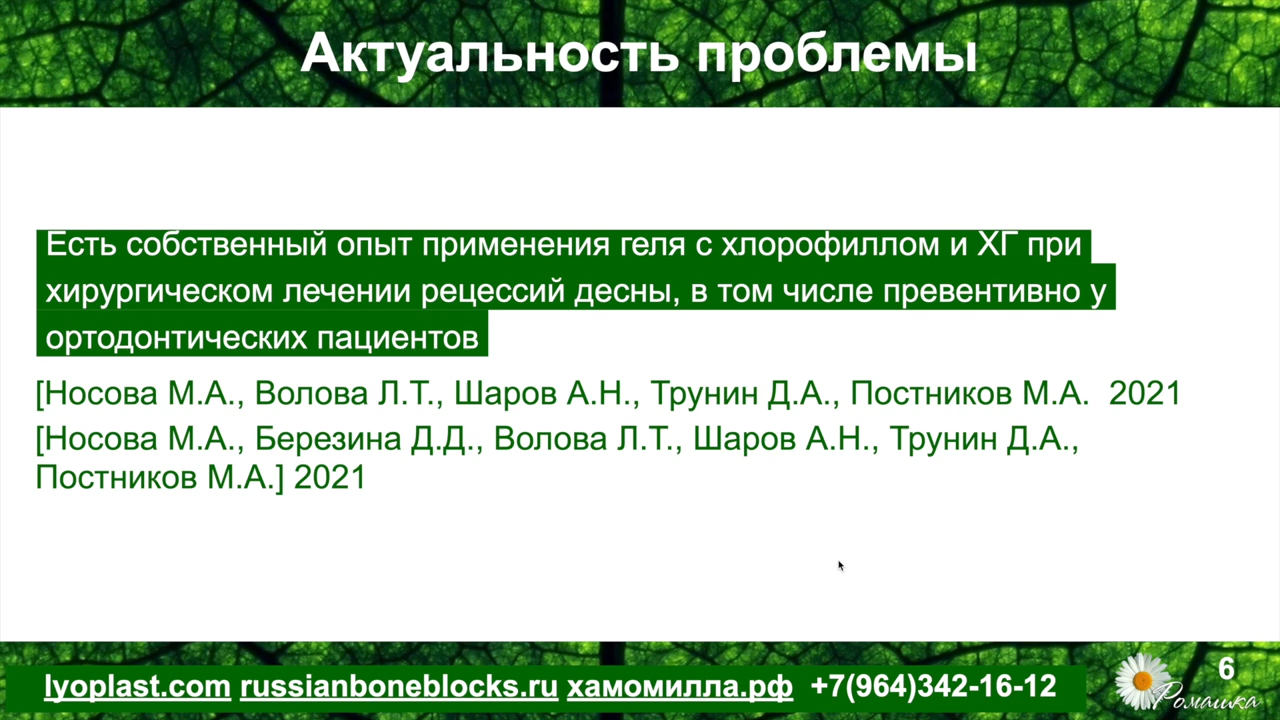 Актуальность проблемы
Есть собственный опыт применения геля с хлорофиллом и ХГ при
хирургическом лечении рецессий десны, в том числе превентивно у
ортодонтических пациентов
[Носова М.А., Волова Л.Т., Шаров А.Н., Трунин Д.А., Постников М.А.  2021
[Носова М.А., Березина Д.Д., Волова Л.Т., Шаров А.Н., Трунин Д.А.,
Постников М.А.] 2021
lyoplast.com russianboneblocks.ru хамомилла.рф +7(964)342-16-12
Ромашка
6